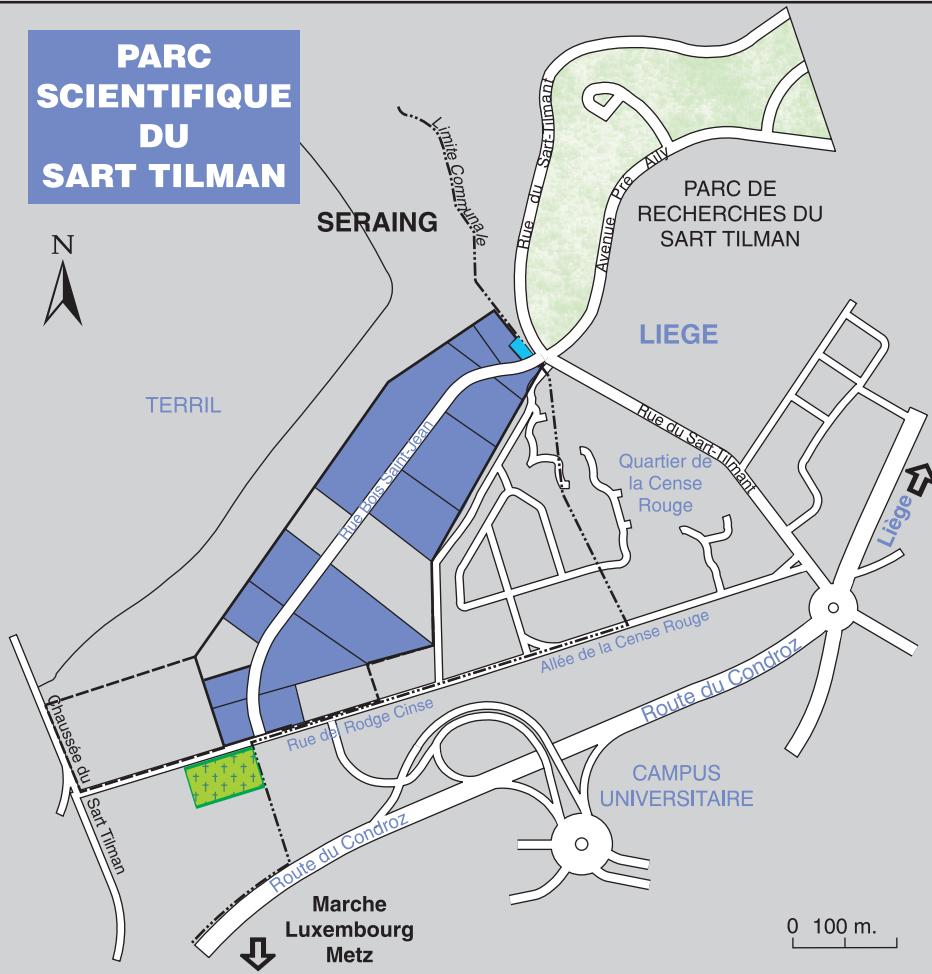 PARC
SCIENTIFIQUE
DU
SART TILMAN
N
SERAING
Limite Communale
Rue du Sart-Tilmant
Avenue Pré Aily
PARC DE
RECHERCHES DU
SART TILMAN
LIEGE
TERRIL
Rue Bois Saint-Jean
Rue du Sart-Tilmant
Quartier de
la Cense
Rouge
Liège
Allée de la Cense Rouge
Rue del Rodge Cinse
Route du Condroz
Chaussée du Sart Tilman
CAMPUS
UNIVERSITAIRE
Route du Condroz
Marche
Luxembourg
Metz
0 100 m.